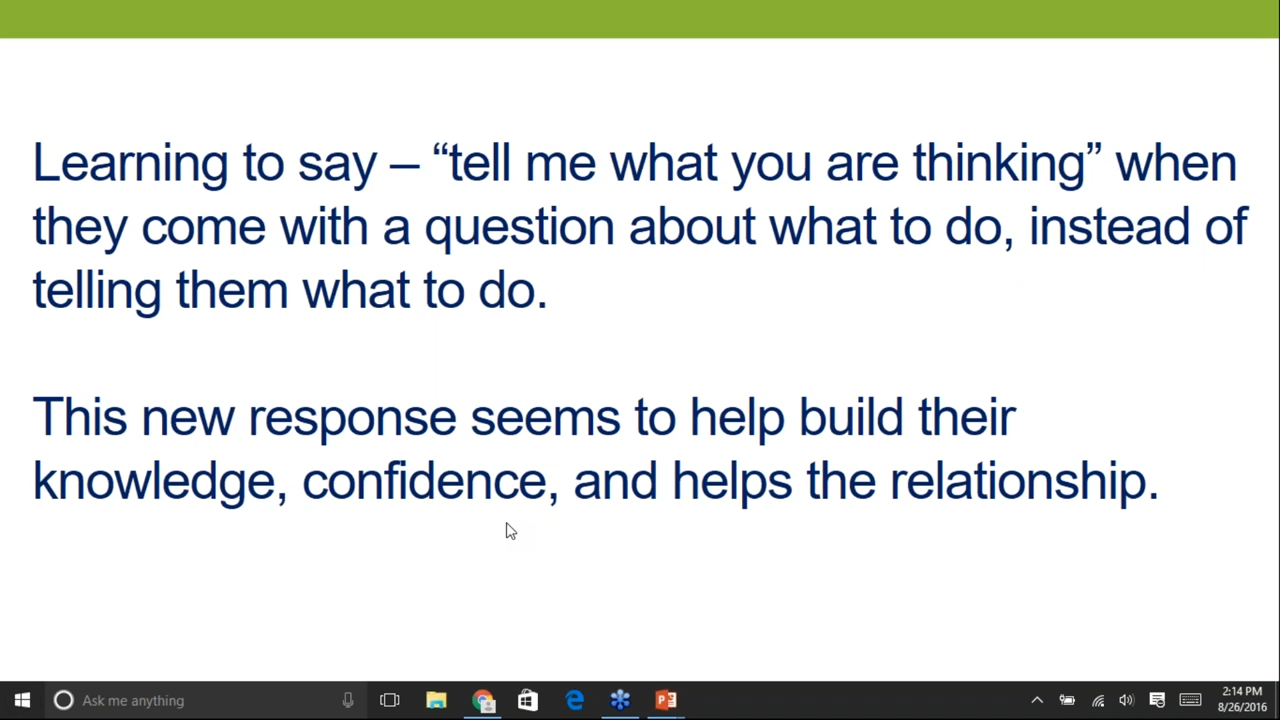 Learning to say – “tell me what you are thinking” when
they come with a question about what to do, instead of
telling them what to do.
This new response seems to help build their
knowledge, confidence, and helps the relationship.
Ask me anything
2:14 PM
8/26/2016